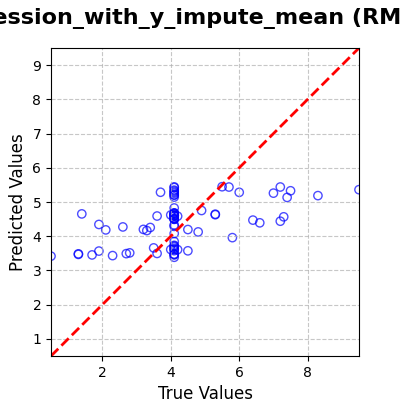 ession_with_y_impute_mean (RM
9
8
7
6
5
4
3
2
1
Predicted Values
2 4 6 8
True Values